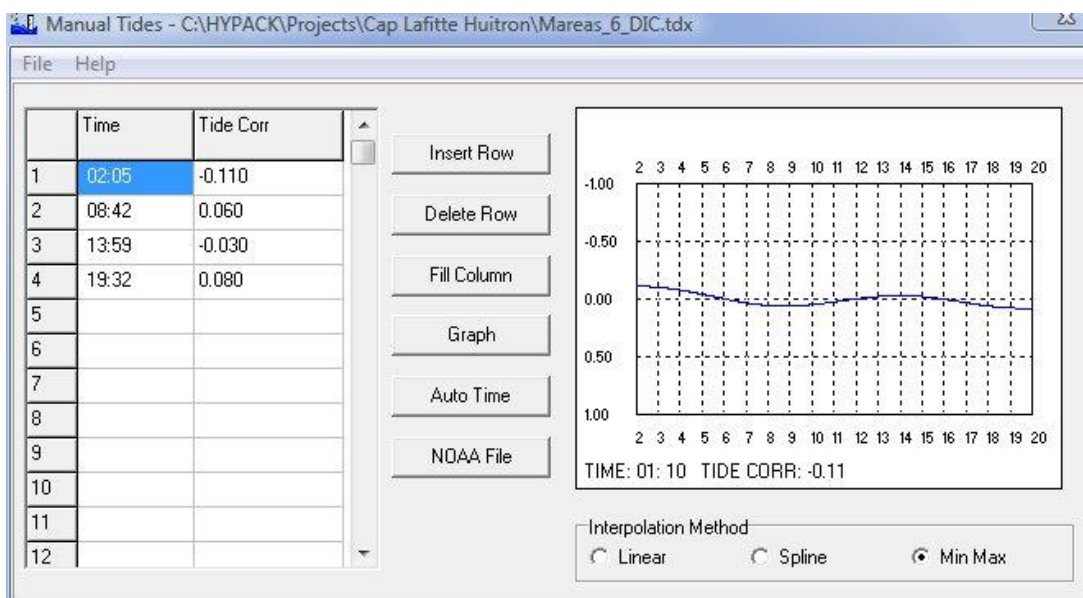 Manual Tides - C:\HYPACK\Projects\Cap Lafitte Huitron\Mareas_6_DIC.tdx
File Help
Time Tide Corr
1 02:05 -0.110
2 08:42 0.060
3 13:59 -0.030
4 19:32 0.080
5
6
7
8
9
10
11
12
Insert Row
Delete Row
Fill Column
Graph
Auto Time
NOAA File
2 3 4 5 6 7 8 9 10 11 12 13 14 15 16 17 18 19 20
-1.00
-0.50
0.00
0.50
1.00
2 3 4 5 6 7 8 9 10 11 12 13 14 15 16 17 18 19 20
TIME: 01: 10 TIDE CORR: -0.11
Interpolation Method
Linear Spline Min Max